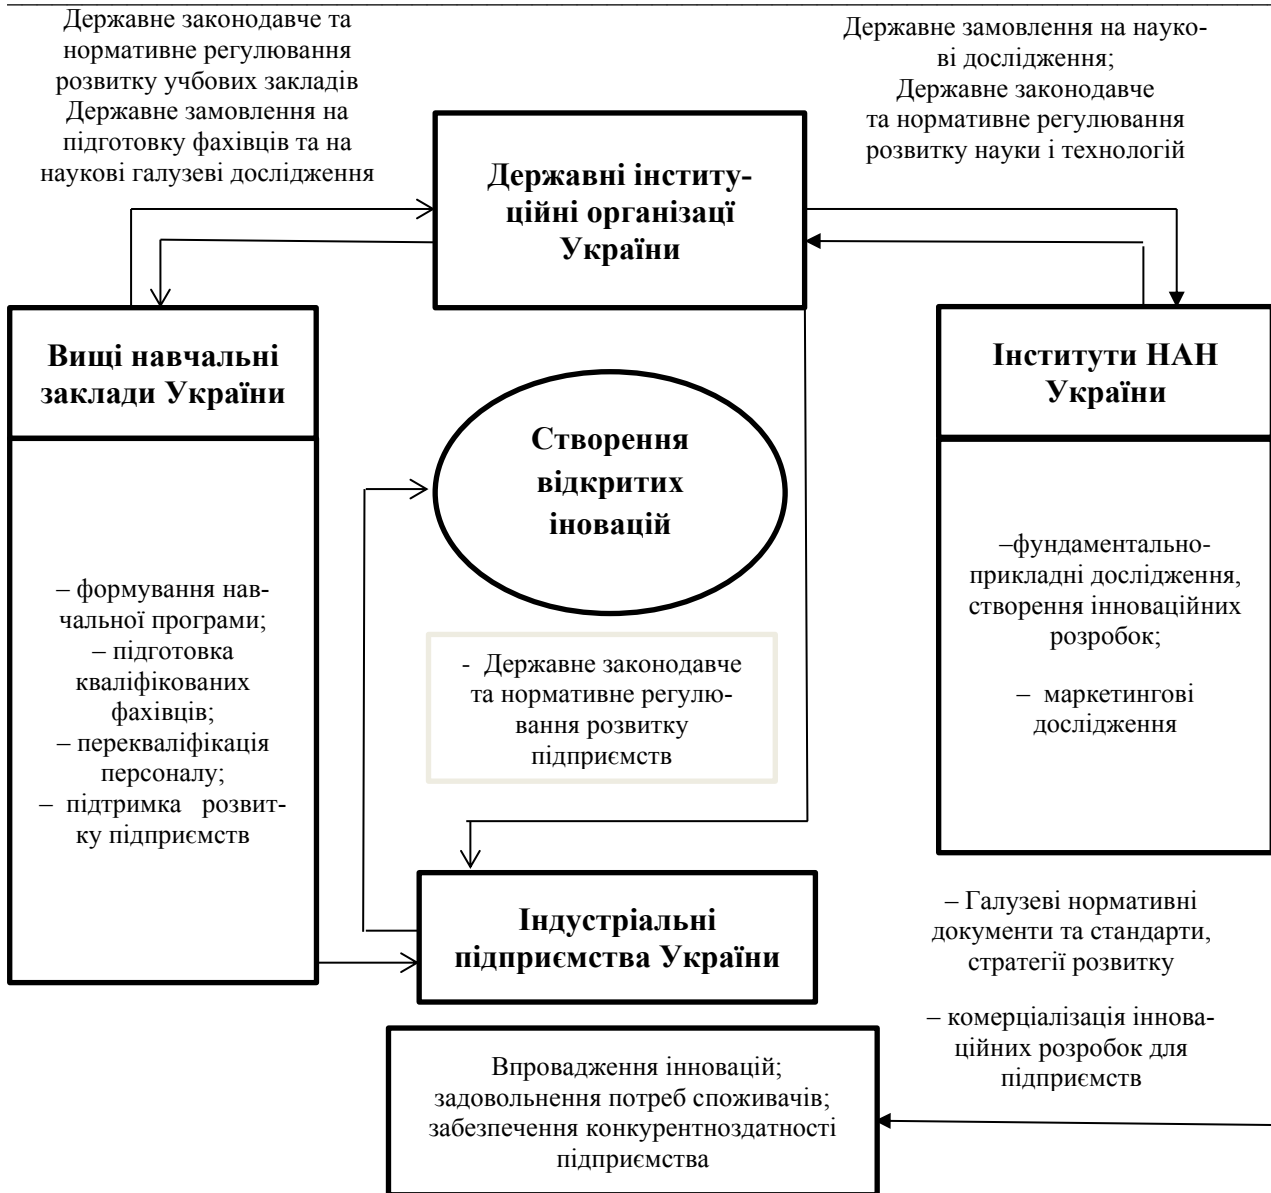 Державне законодавче та
нормативне регулювання
розвитку учбових закладів
Державне замовлення на
підготовку фахівців та на
наукові галузеві дослідження
Державне замовлення на науко-
ві дослідження;
Державне законодавче
та нормативне регулювання
розвитку науки і технологій
Державні інститу-
ційні організації
України
Вищі навчальні
заклади України
Інститути НАН
України
Створення
відкритих
іновацій
– формування нав-
чальної програми;
– підготовка
кваліфікованих
фахівців;
– перекваліфікація
персоналу;
– підтримка розвит-
ку підприємств
–фундаментально-
прикладні дослідження,
створення інноваційних
розробок;
– маркетингові
дослідження
- Державне законодавче
та нормативне регулю-
вання розвитку
підприємств
Індустріальні
підприємства України
– Галузеві нормативні
документи та стандарти,
стратегії розвитку
– комерціалізація іннова-
ційних розробок для
підприємств
Впровадження інновацій;
задовольнення потреб споживачів;
забезпечення конкурентноздатності
підприємства